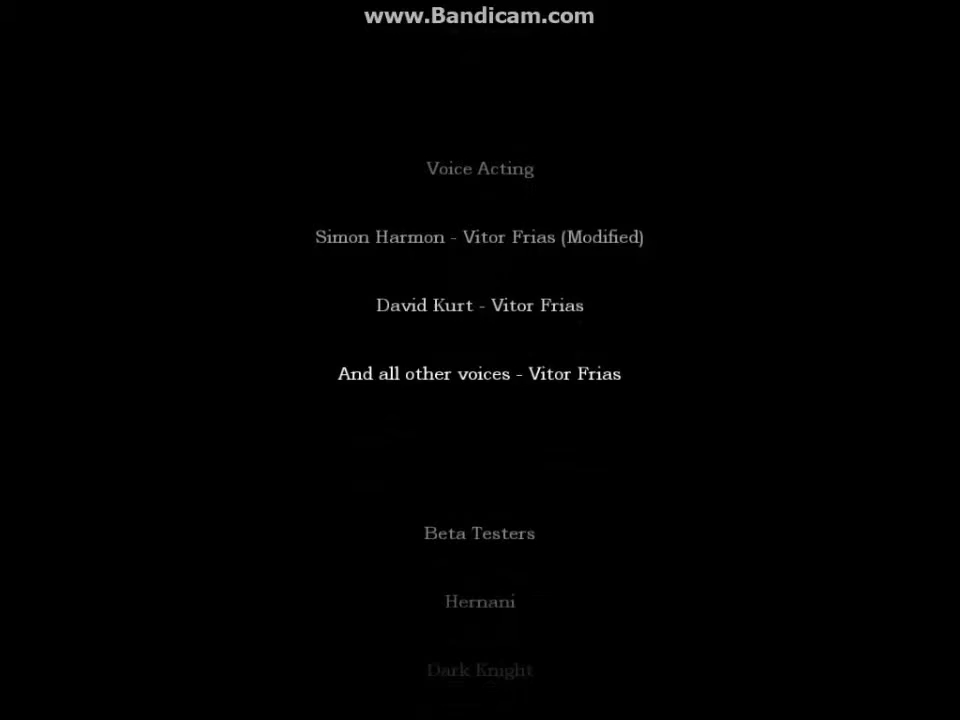 www.Bandicam.com
Voice Acting
Simon Harmon - Vitor Frias (Modified)
David Kurt - Vitor Frias
And all other voices - Vitor Frias
Beta Testers
Hernani
Dark Knight